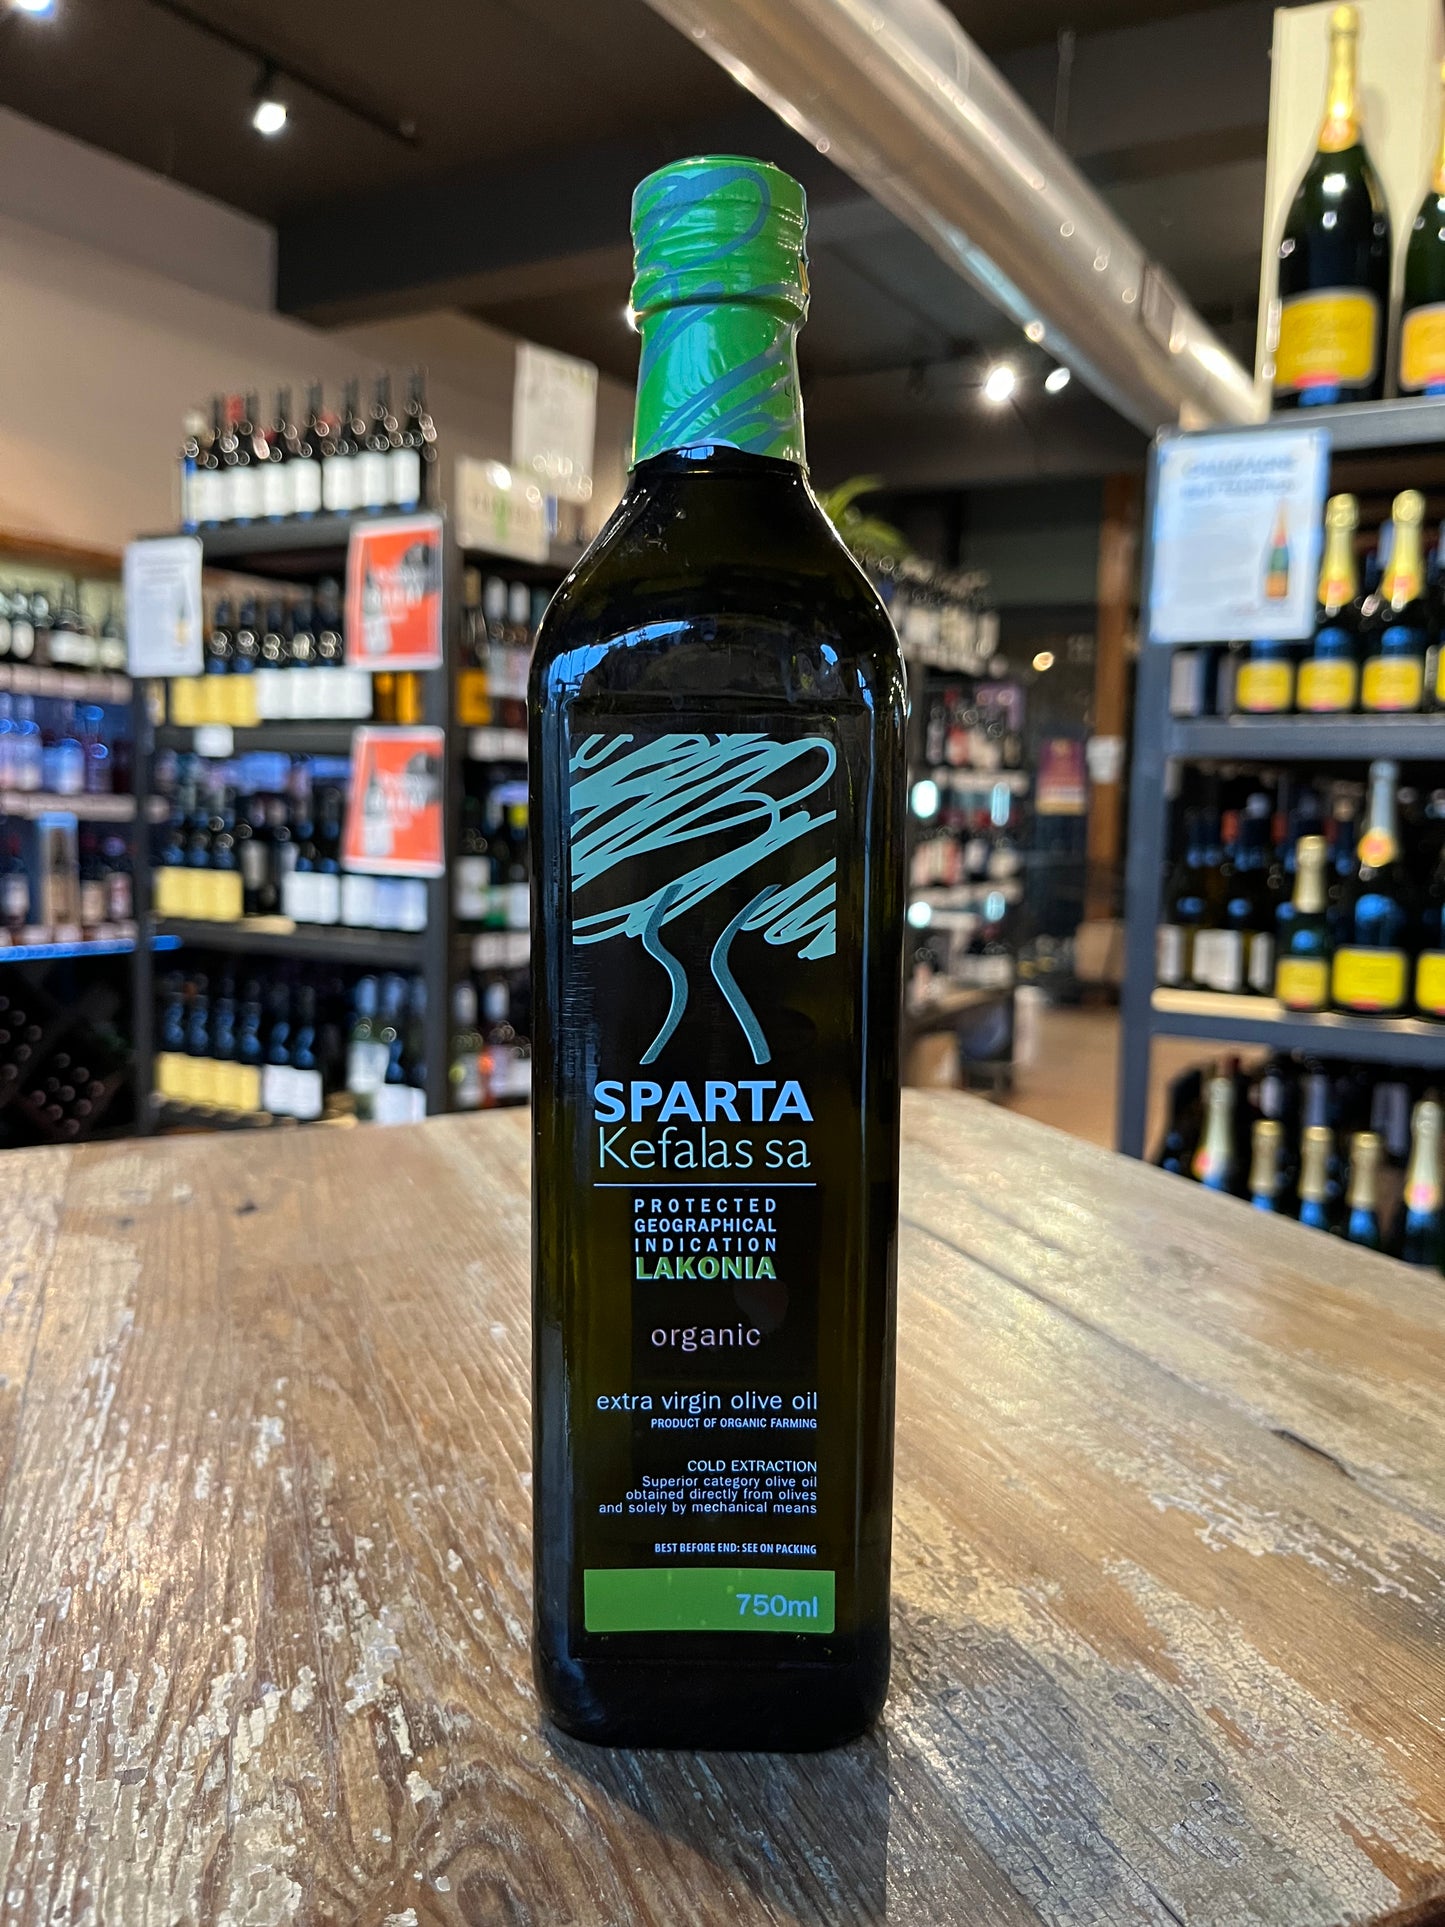 SPARTA
Kefalas sa
PROTECTED
GEOGRAPHICAL
INDICATION
LAKONIA
organic
extra virgin olive oil
PRODUCT OF ORGANIC FARMING
COLD EXTRACTION
Superior category olive oil
obtained directly from olives
and solely by mechanical means
BEST BEFORE END: SEE ON PACKING
750ml